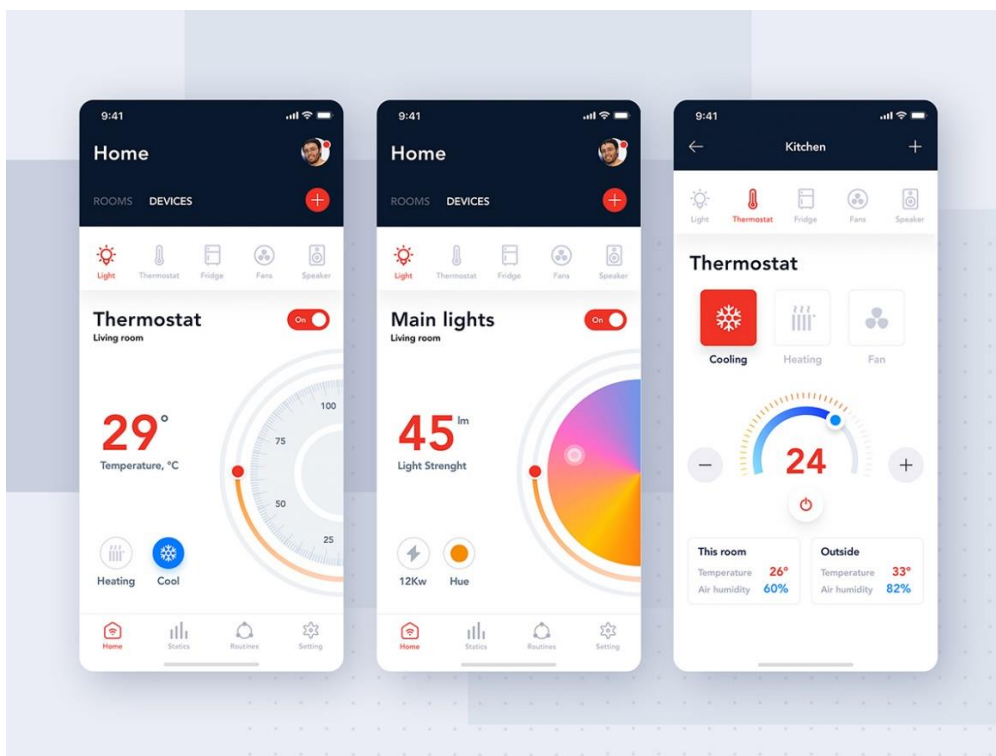 9:41
Home
ROOMS DEVICES
Light Thermostat Fridge Fans Speaker
Thermostat On
Living room
29°
Temperature, °C
100
75
50
25
Heating Cool
Home Statics Routines Setting
9:41
Home
ROOMS DEVICES
Light Thermostat Fridge Fans Speaker
Main lights On
Living room
45 lm
Light Strenght
12Kw Hue
Home Statics Routines Setting
9:41
Kitchen
Light Thermostat Fridge Fans Speaker
Thermostat
Cooling Heating Fan
24
This room
Temperature 26°
Air humidity 60%
Outside
Temperature 33°
Air humidity 82%